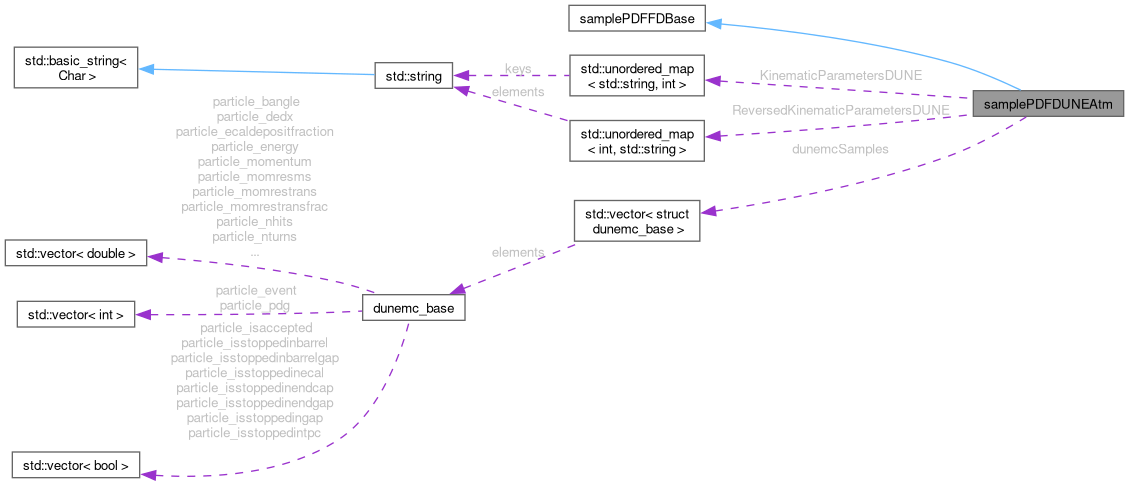 samplePDFFDBase
std::basic_string<
Char >
std::string
keys
elements
std::unordered_map
< std::string, int >
KinematicParametersDUNE
samplePDFDUNEAtm
ReversedKinematicParametersDUNE
std::unordered_map
< int, std::string >
dunemcSamples
particle_bangle
particle_dedx
particle_ecaldepositfraction
particle_energy
particle_momentum
particle_momresms
particle_momrestrans
particle_momrestransfrac
particle_nhits
particle_nturns
...
std::vector< struct
dunemc_base >
elements
std::vector< double >
particle_event
particle_pdg
dunemc_base
std::vector< int >
particle_isaccepted
particle_isstoppedinbarrel
particle_isstoppedinbarrelgap
particle_isstoppedinecal
particle_isstoppedinendcap
particle_isstoppedinendgap
particle_isstoppedingap
particle_isstoppedintpc
std::vector< bool >